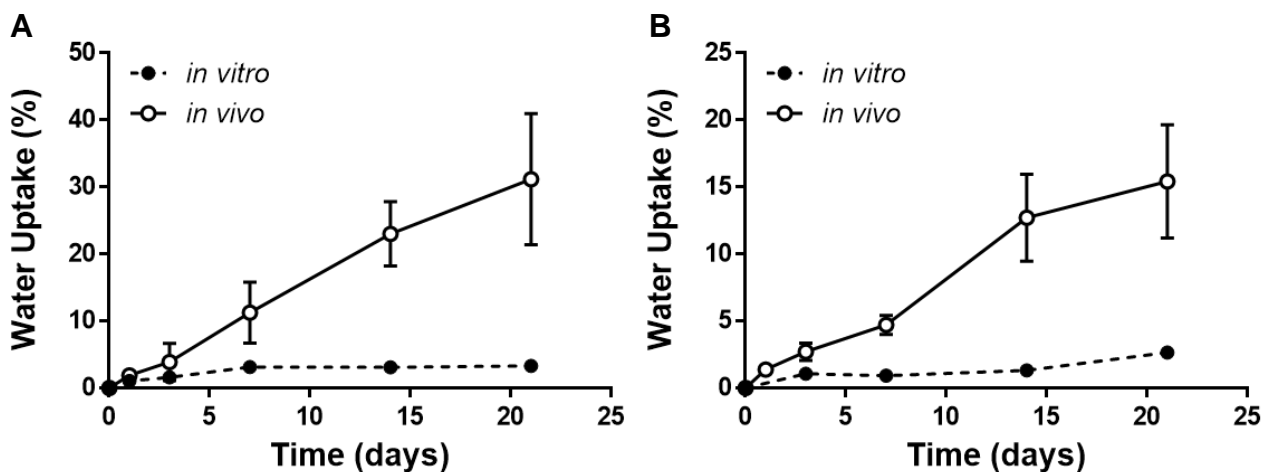 A
50
40
30
20
10
0
Water Uptake (%)
in vitro
in vivo
0 5 10 15 20 25
Time (days)
B
25
20
15
10
5
0
Water Uptake (%)
in vitro
in vivo
0 5 10 15 20 25
Time (days)